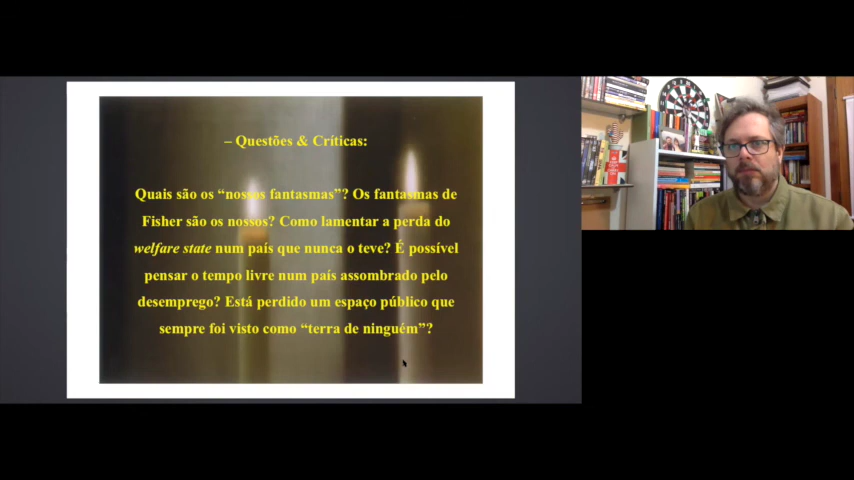 – Questões & Críticas:
Quais são os “nossos fantasmas”? Os fantasmas de
Fisher são os nossos? Como lamentar a perda do
welfare state num país que nunca o teve? É possível
pensar o tempo livre num país assombrado pelo
desemprego? Está perdido um espaço público que
sempre foi visto como “terra de ninguém”?